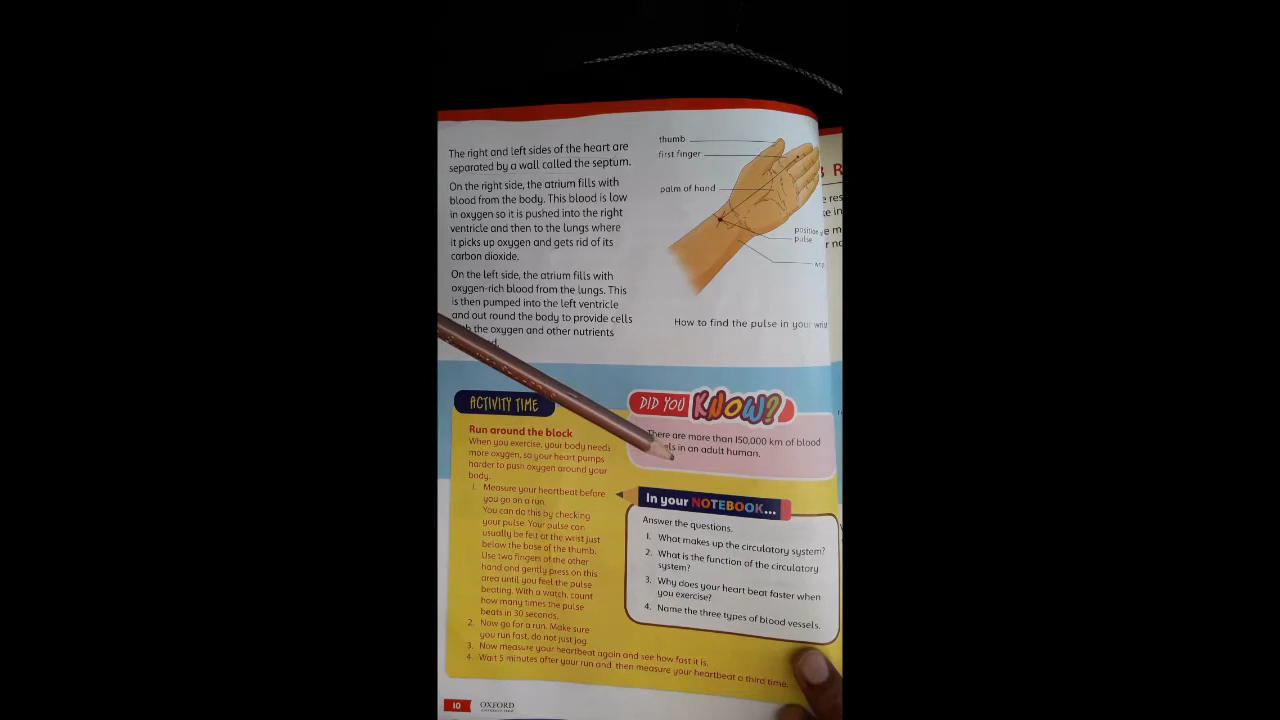 The right and left sides of the heart are
separated by a wall called the septum.
On the right side, the atrium fills with
blood from the body. This blood is low
in oxygen so it is pushed into the right
ventricle and then to the lungs where
it picks up oxygen and gets rid of its
carbon dioxide.
On the left side, the atrium fills with
oxygen-rich blood from the lungs. This
is then pumped into the left ventricle
and out round the body to provide cells
the oxygen and other nutrients
thumb
first finger
palm of hand
position
pulse
How to find the pulse in your wrist
ACTIVITY TIME
Run around the block
When you exercise, your body needs
more oxygen, so your heart pumps
harder to push oxygen around your
body.
1. Measure your heartbeat before
you go on a run.
You can do this by checking
your pulse. Your pulse can
usually be felt at the wrist just
below the base of the thumb.
Use two fingers of the other
hand and gently press on this
area until you feel the pulse
beating. With a watch, count
how many times the pulse
beats in 30 seconds.
2. Now go for a run. Make sure
you run fast, do not just jog.
3. Now measure your heartbeat again and see how fast it is.
4. Wait 5 minutes after your run and then measure your heartbeat a third time.
DID YOU KNOW?
There are more than 150,000 km of blood
in an adult human.
In your NOTEBOOK...
Answer the questions.
1. What makes up the circulatory system?
2. What is the function of the circulatory
system?
3. Why does your heart beat faster when
you exercise?
4. Name the three types of blood vessels.
10
OXFORD